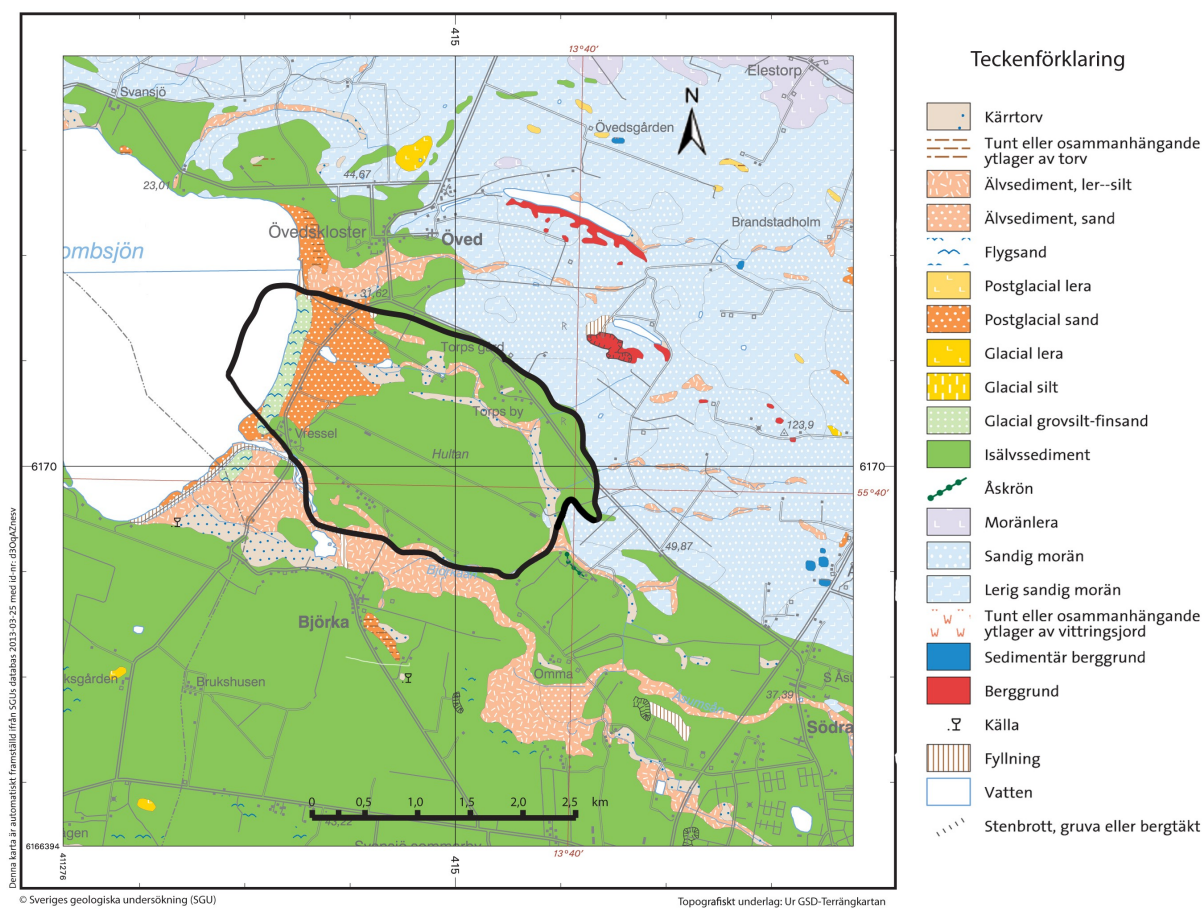 415
13°40'
Svansjö
Elestorp
N
Övedsgården
44,67
23,01
Brandstadholm
Övedskloster
Öved
ombsjön
31,62
R
Torps gård
Torps by
R
123,9
Vressel
Hultan
6170
6170
55°40'
49,87
Björka
Omma
ksgården
Brukshusen
S Åsu
37,39
Södra
0 0,5 1,0 1,5 2,0 2,5 km
43,22
agen
6166394
411276
415
13°40'
Denna karta är automatiskt framställd ifrån SGUs databas 2013-03-25 med id-nr: d3OqAZnesv
© Sveriges geologiska undersökning (SGU)
Topografiskt underlag: Ur GSD-Terrängkartan
Teckenförklaring
Kärrtorv
Tunt eller osammanhängande
ytlager av torv
Älvsediment, ler--silt
Älvsediment, sand
Flygsand
Postglacial lera
Postglacial sand
Glacial lera
Glacial silt
Glacial grovsilt-finsand
Isälvssediment
Åskrön
Moränlera
Sandig morän
Lerig sandig morän
Tunt eller osammanhängande
ytlager av vittringsjord
Sedimentär berggrund
Berggrund
Källa
Fyllning
Vatten
Stenbrott, gruva eller bergtäkt